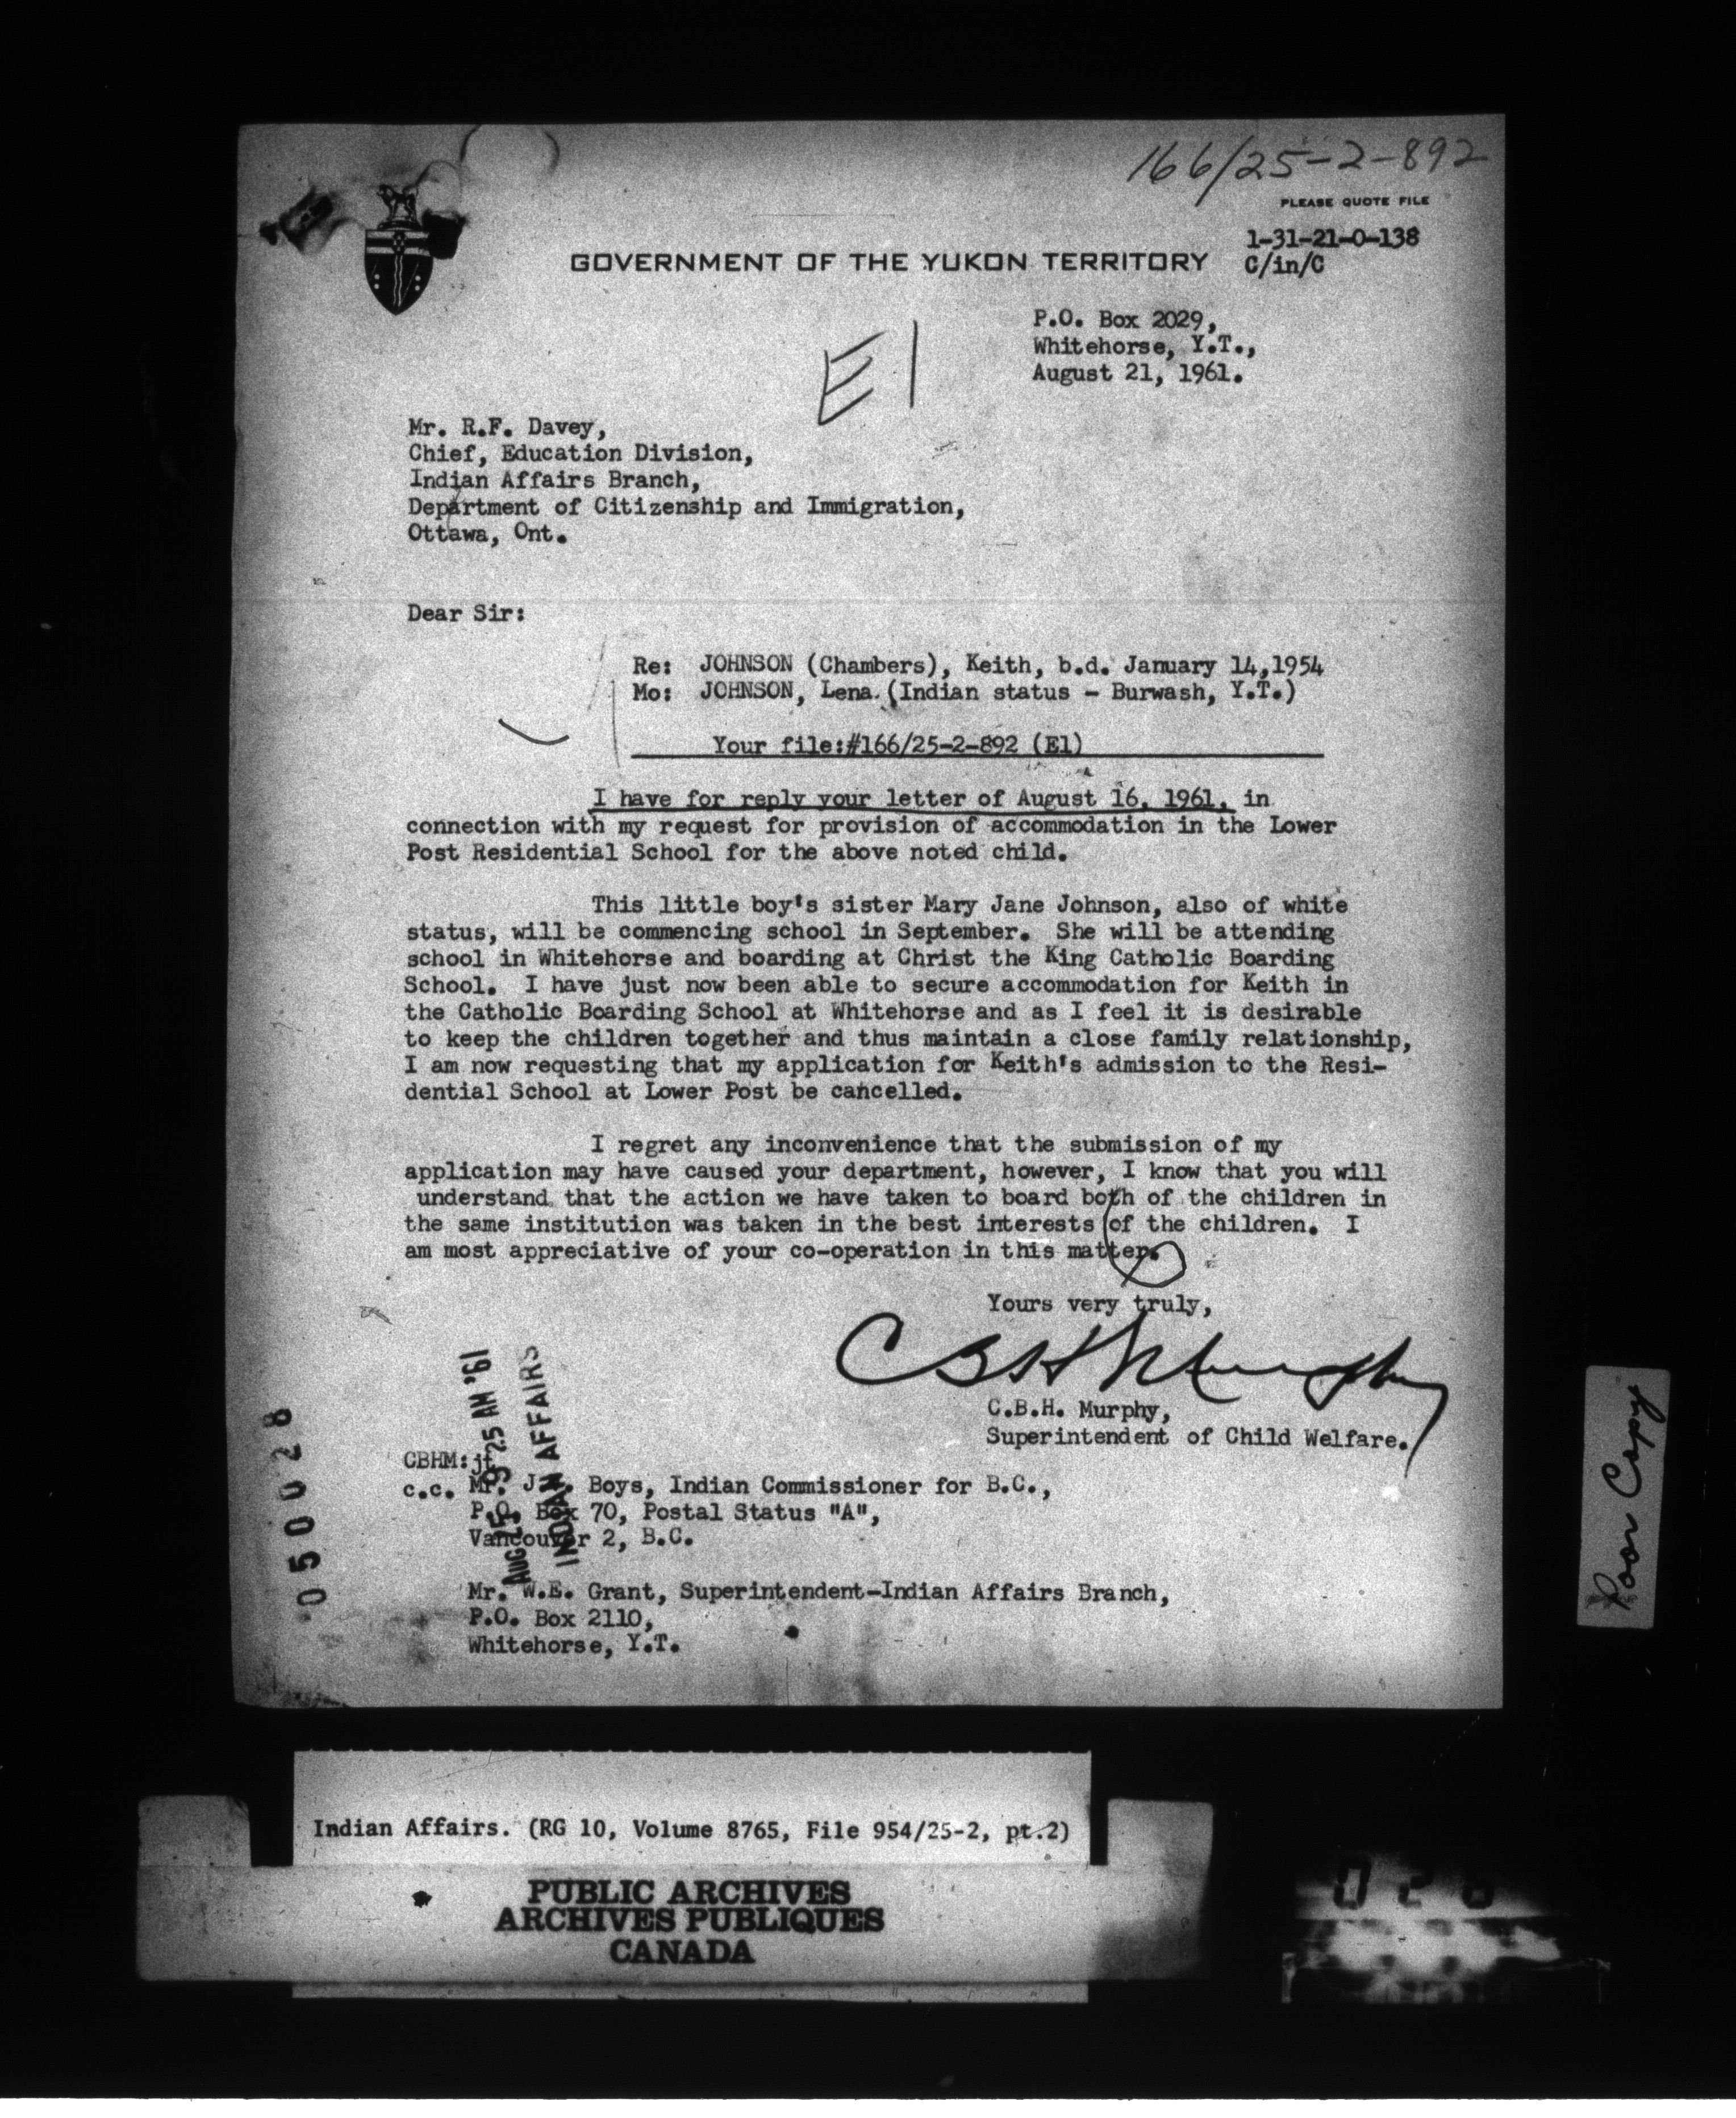 166/25-2-892
PLEASE QUOTE FILE
1-31-21-0-138
GOVERNMENT OF THE YUKON TERRITORY C/in/C
P.O. Box 2029,
Whitehorse, Y.T.,
August 21, 1961.
E1
Mr. R.F. Davey,
Chief, Education Division,
Indian Affairs Branch,
Department of Citizenship and Immigration,
Ottawa, Ont.
Dear Sir:
Re: JOHNSON (Chambers), Keith, b.d. January 14,1954
Mo: JOHNSON, Lena (Indian status - Burwash, Y.T.)
Your file:#166/25-2-892 (E1)
I have for reply your letter of August 16, 1961, in
connection with my request for provision of accommodation in the Lower
Post Residential School for the above noted child.
This little boy's sister Mary Jane Johnson, also of white
status, will be commencing school in September. She will be attending
school in Whitehorse and boarding at Christ the King Catholic Boarding
School. I have just now been able to secure accommodation for Keith in
the Catholic Boarding School at Whitehorse and as I feel it is desirable
to keep the children together and thus maintain a close family relationship,
I am now requesting that my application for Keith's admission to the Resi-
dential School at Lower Post be cancelled.
I regret any inconvenience that the submission of my
application may have caused your department, however, I know that you will
understand that the action we have taken to board both of the children in
the same institution was taken in the best interests of the children. I
am most appreciative of your co-operation in this matter.
Yours very truly,
CBH Murphy
C.B.H. Murphy,
Superintendent of Child Welfare.
CBHM:jt
c.c. Mr. Boys, Indian Commissioner for B.C.,
P.O. Box 70, Postal Status "A",
Vancouver 2, B.C.
Mr. W.E. Grant, Superintendent-Indian Affairs Branch,
P.O. Box 2110,
Whitehorse, Y.T.
050028
AUG 25 9 25 AM '61
INDIAN AFFAIRS
Poor Copy
Indian Affairs. (RG 10, Volume 8765, File 954/25-2, pt.2)
PUBLIC ARCHIVES
ARCHIVES PUBLIQUES
CANADA